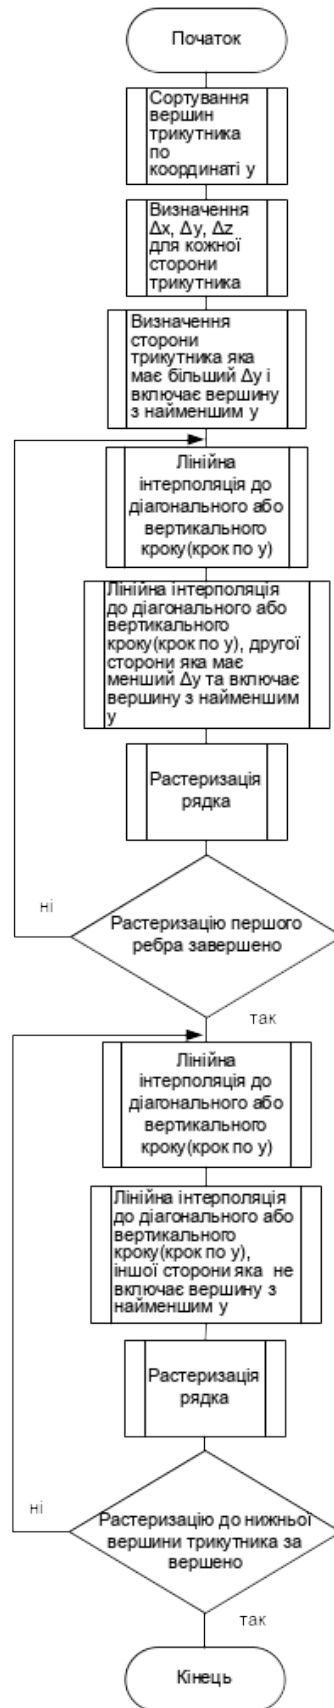 Початок
Сортування
вершин
трикутника
по
координаті y
Визначення
Δx, Δy, Δz
для кожної
сторони
трикутника
Визначення
сторони
трикутника яка
має більший Δy і
включає вершину
з найменшим y
Лінійна
інтерполяція до
діагонального або
вертикального
кроку(крок по y)
Лінійна інтерполяція
до діагонального або
вертикального
кроку(крок по y), другої
сторони яка має
менший Δy та включає
вершину з найменшим
y
Растеризація
рядка
ні
Растеризацію першого
ребра завершено
так
Лінійна
інтерполяція до
діагонального або
вертикального
кроку(крок по y)
Лінійна інтерполяція
до діагонального або
вертикального
кроку(крок по y),
іншої сторони яка не
включає вершину з
найменшим y
Растеризація
рядка
ні
Растеризацію до нижньої
вершини трикутника за
вершено
так
Кінець